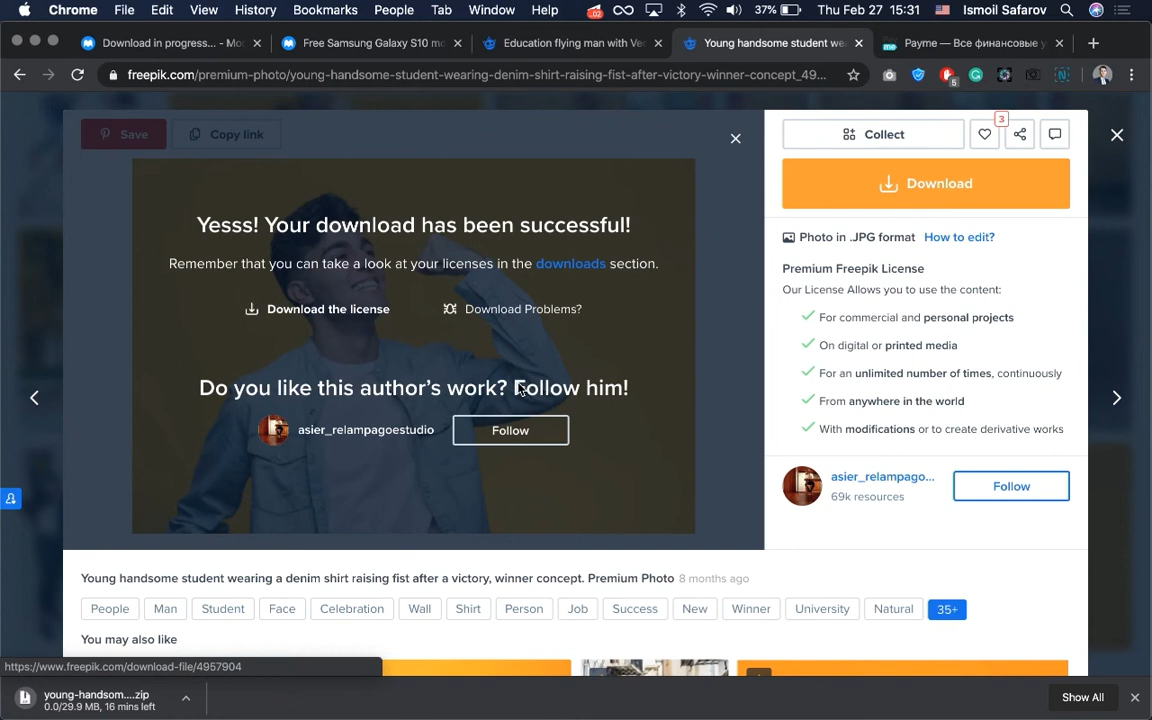 Chrome File Edit View History Bookmarks People Tab Window Help 37% Thu Feb 27 15:31 Ismoil Safarov
Download in progress... - Mo Free Samsung Galaxy S10 mo Education flying man with Vec Young handsome student wea Payme — Все финансовые у
freepik.com/premium-photo/young-handsome-student-wearing-denim-shirt-raising-fist-after-victory-winner-concept_49... 5
Save Copy link
Collect 3
Download
Yesss! Your download has been successful!
Remember that you can take a look at your licenses in the downloads section.
Download the license Download Problems?
Do you like this author's work? Follow him!
asier_relampagoestudio Follow
Photo in .JPG format How to edit?
Premium Freepik License
Our License Allows you to use the content:
For commercial and personal projects
On digital or printed media
For an unlimited number of times, continuously
From anywhere in the world
With modifications or to create derivative works
asier_relampago...
69k resources
Follow
Young handsome student wearing a denim shirt raising fist after a victory, winner concept. Premium Photo 8 months ago
People Man Student Face Celebration Wall Shirt Person Job Success New Winner University Natural 35+
You may also like
https://www.freepik.com/download-file/4957904
young-handsom....zip
0.0/29.9 MB, 16 mins left
Show All